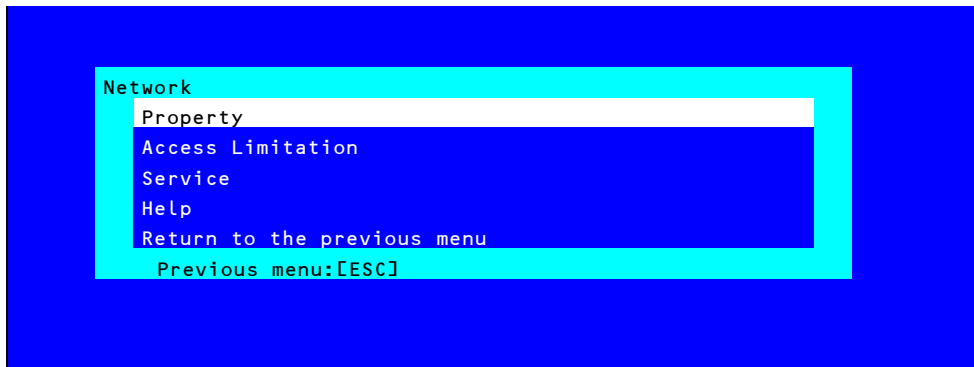 Network
Property
Access Limitation
Service
Help
Return to the previous menu
Previous menu:[ESC]